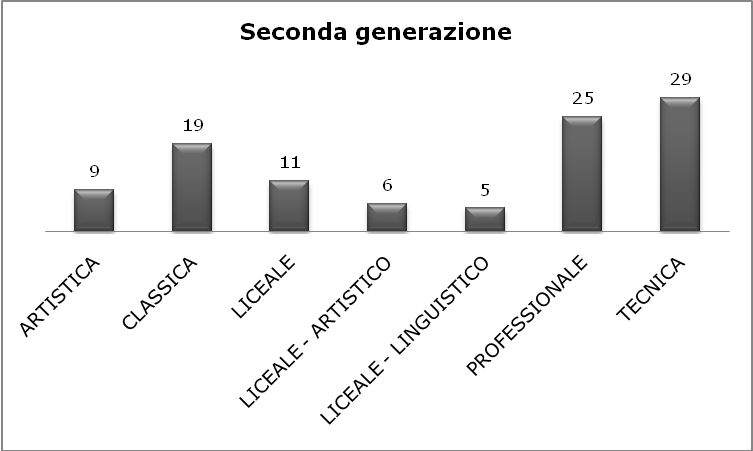 Seconda generazione
9
19
11
6
5
25
29
ARTISTICA
CLASSICA
LICEALE
LICEALE - ARTISTICO
LICEALE - LINGUISTICO
PROFESSIONALE
TECNICA